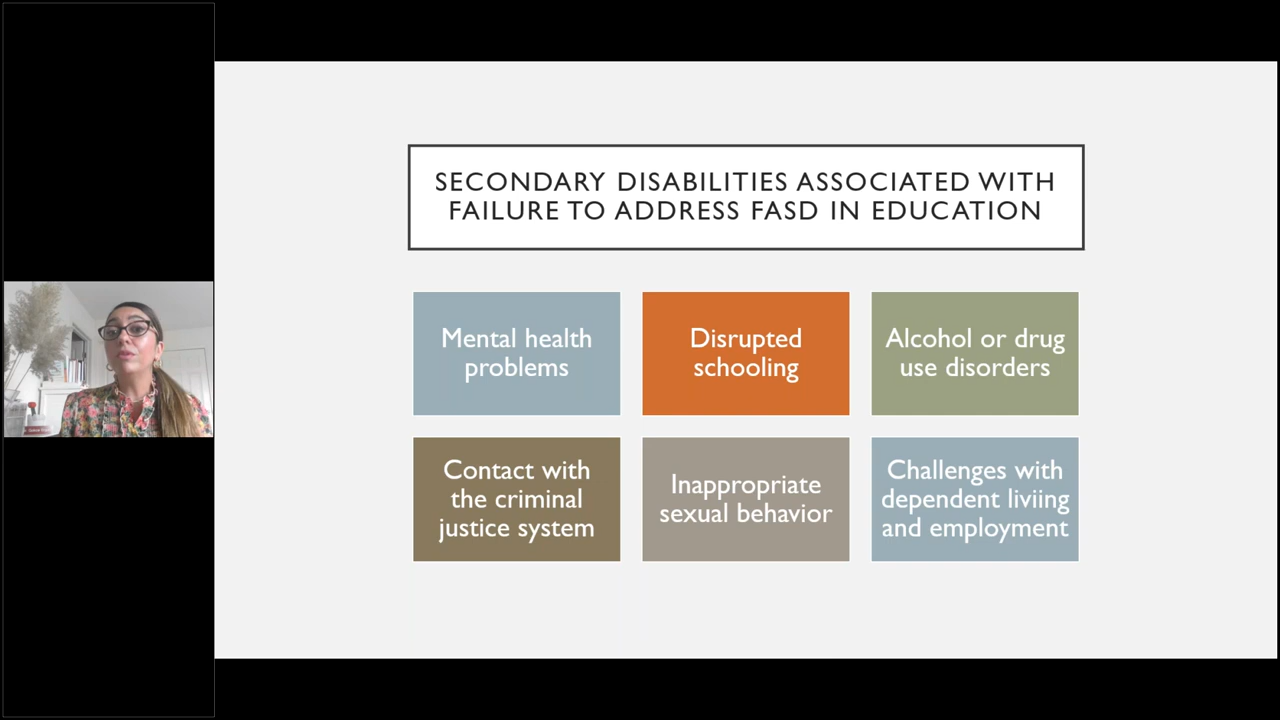 SECONDARY DISABILITIES ASSOCIATED WITH
FAILURE TO ADDRESS FASD IN EDUCATION
Mental health
problems
Disrupted
schooling
Alcohol or drug
use disorders
Contact with
the criminal
justice system
Inappropriate
sexual behavior
Challenges with
dependent liviing
and employment